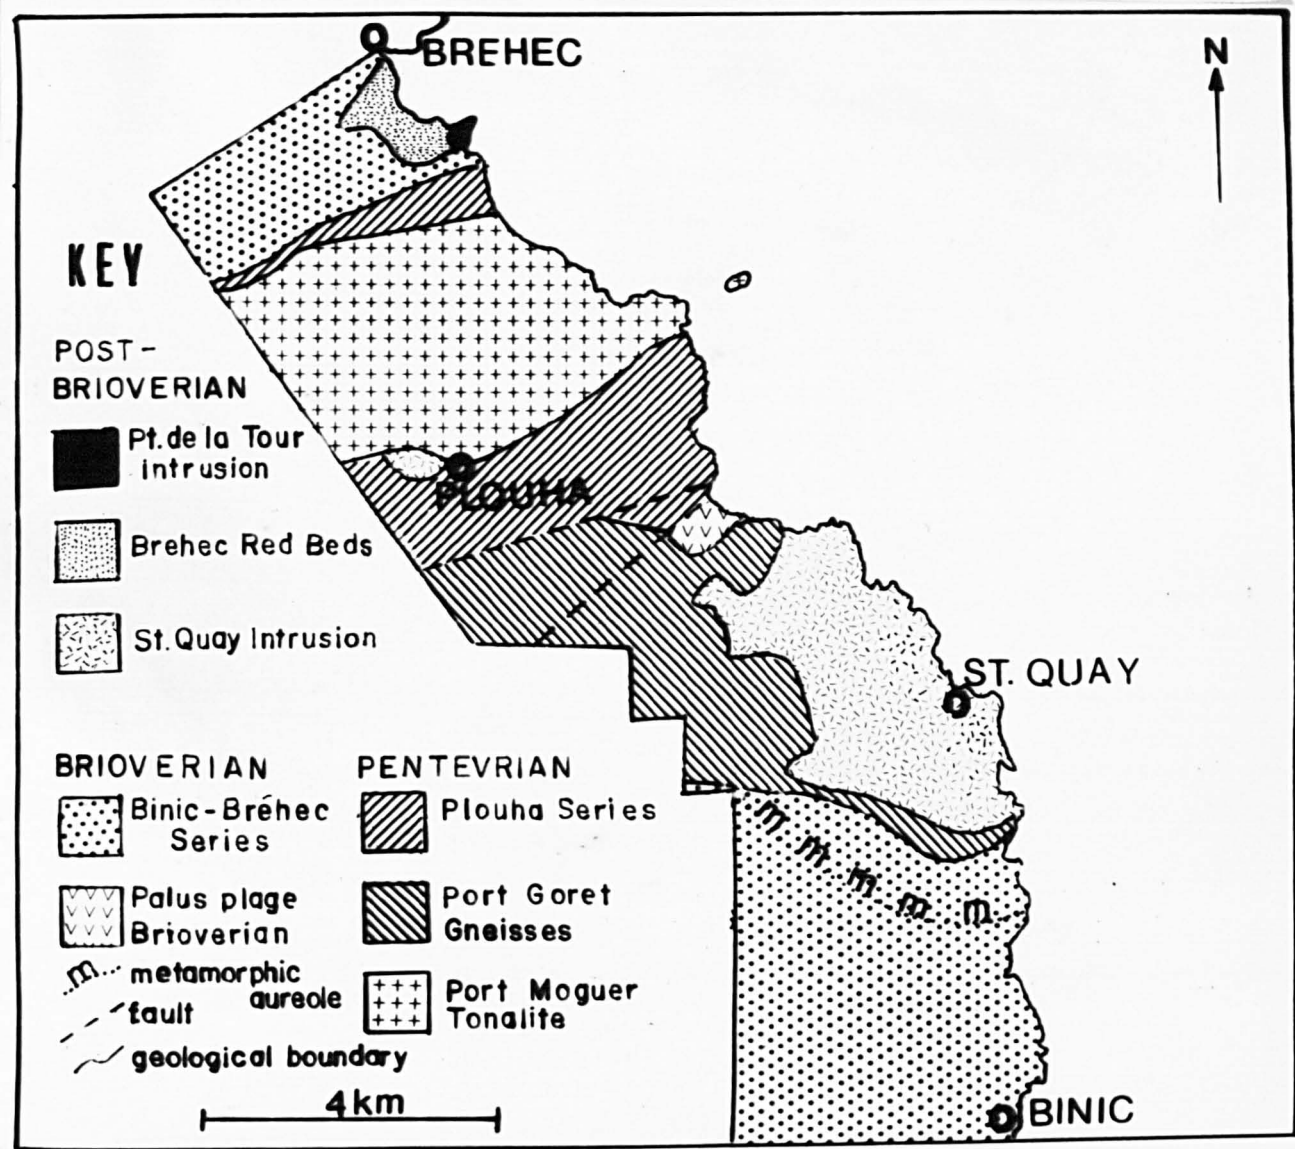 BREHEC
N
KEY
POST-
BRIOVERIAN
Pt. de la Tour
intrusion
Brehec Red Beds
St. Quay Intrusion
PLOUHA
ST. QUAY
BRIOVERIAN
Binic-Bréhec
Series
Palus plage
Brioverian
m metamorphic
aureole
fault
geological boundary
PENTEVRIAN
Plouha Series
Port Goret
Gneisses
Port Moguer
Tonalite
m m m m m
4km
BINIC